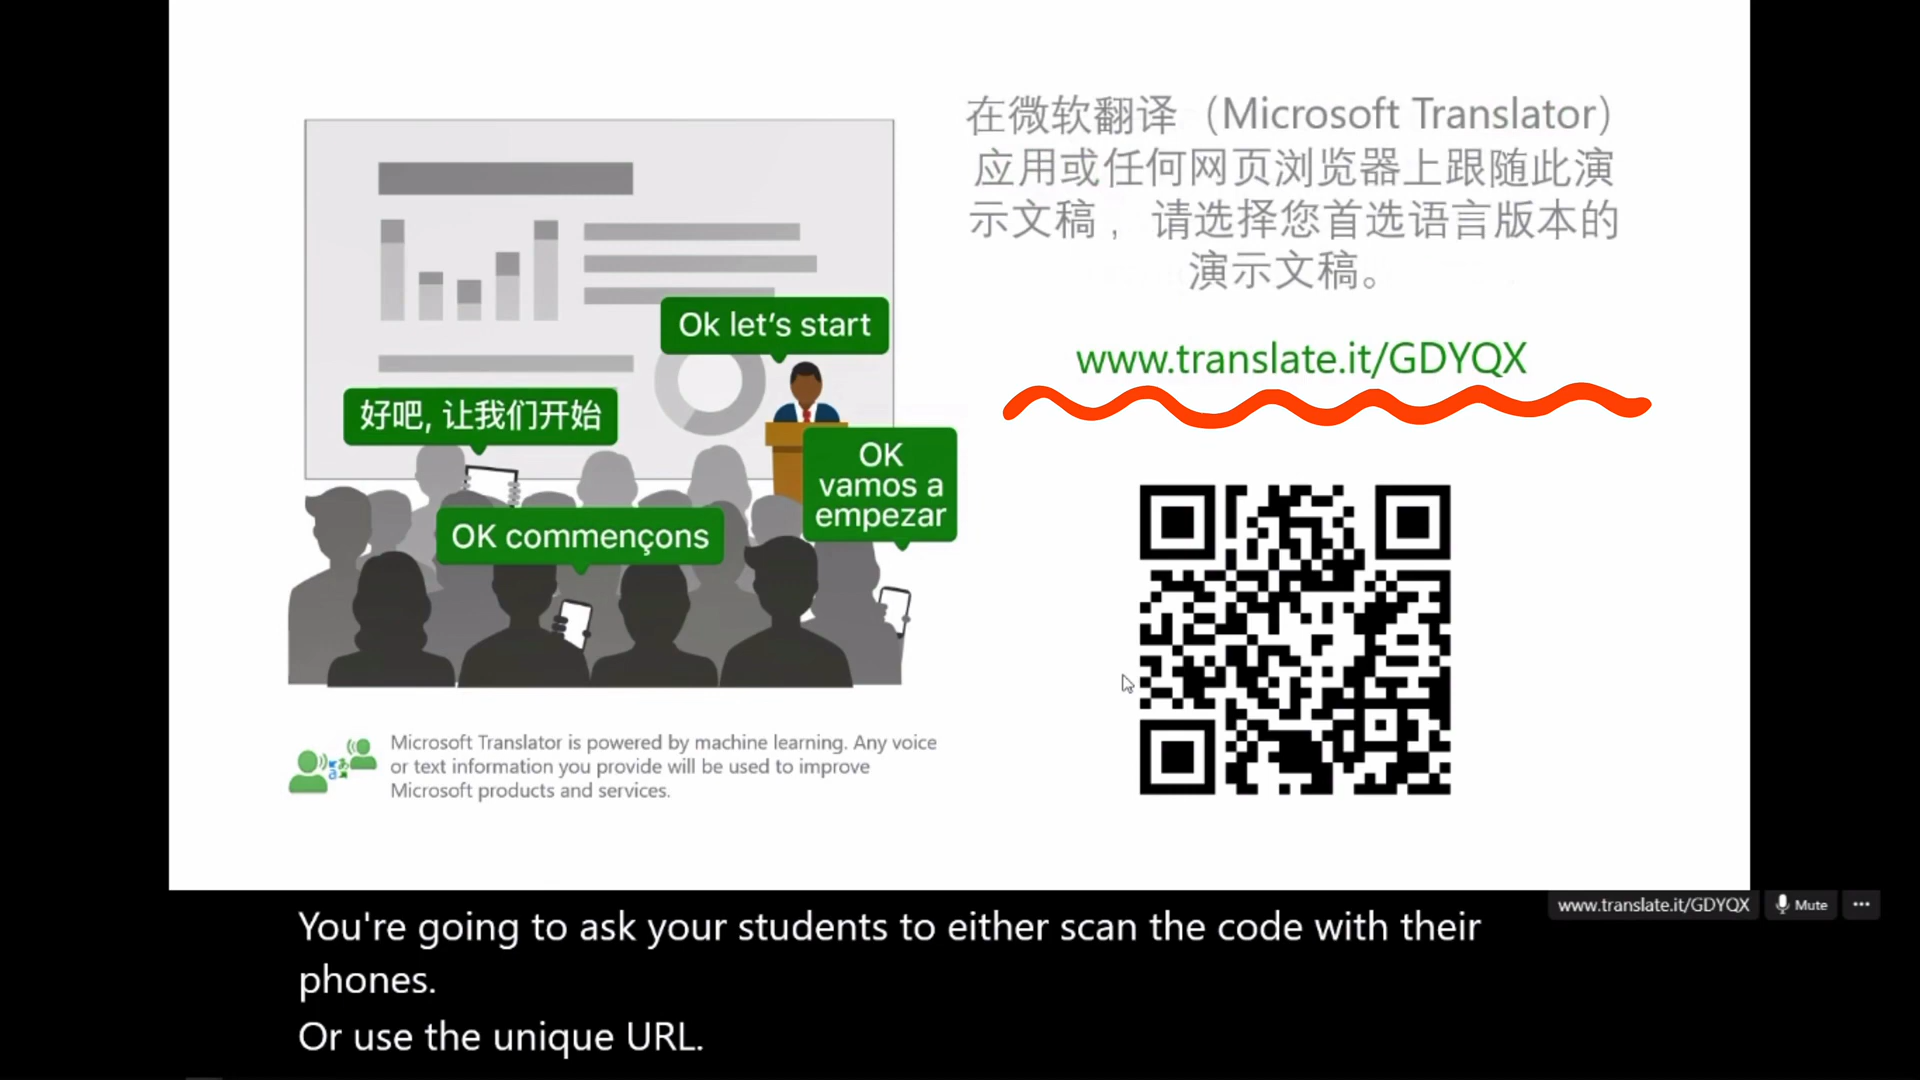 在微软翻译（Microsoft Translator）
应用或任何网页浏览器上跟随此演
示文稿，请选择您首选语言版本的
演示文稿。
www.translate.it/GDYQX
Ok let's start
好吧, 让我们开始
OK
vamos a
empezar
OK commençons
Microsoft Translator is powered by machine learning. Any voice
or text information you provide will be used to improve
Microsoft products and services.
www.translate.it/GDYQX
Mute
You're going to ask your students to either scan the code with their
phones.
Or use the unique URL.